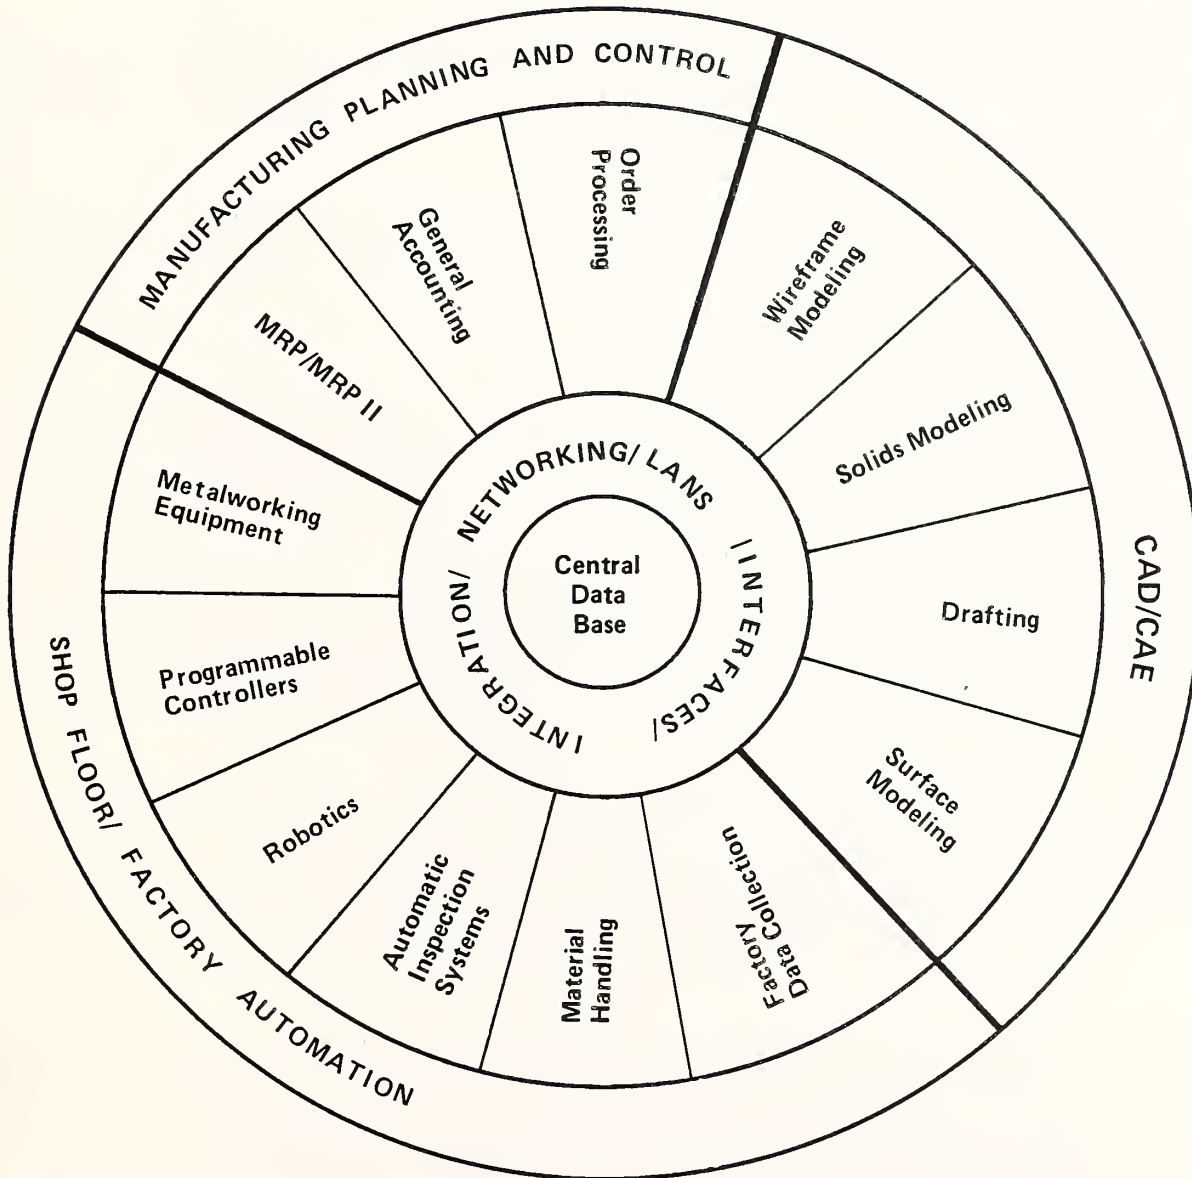 MANUFACTURING PLANNING AND CONTROL
Order
Processing
General
Accounting
MRP/MRP II
CAD/CAE
Wireframe
Modeling
Solids Modeling
Drafting
Surface
Modeling
SHOP FLOOR/ FACTORY AUTOMATION
Metalworking
Equipment
Programmable
Controllers
Robotics
Automatic
Inspection
Systems
Material
Handling
Factory
Data Collection
INTEGRATION/ NETWORKING/ LANS /INTERFACES/
Central
Data
Base